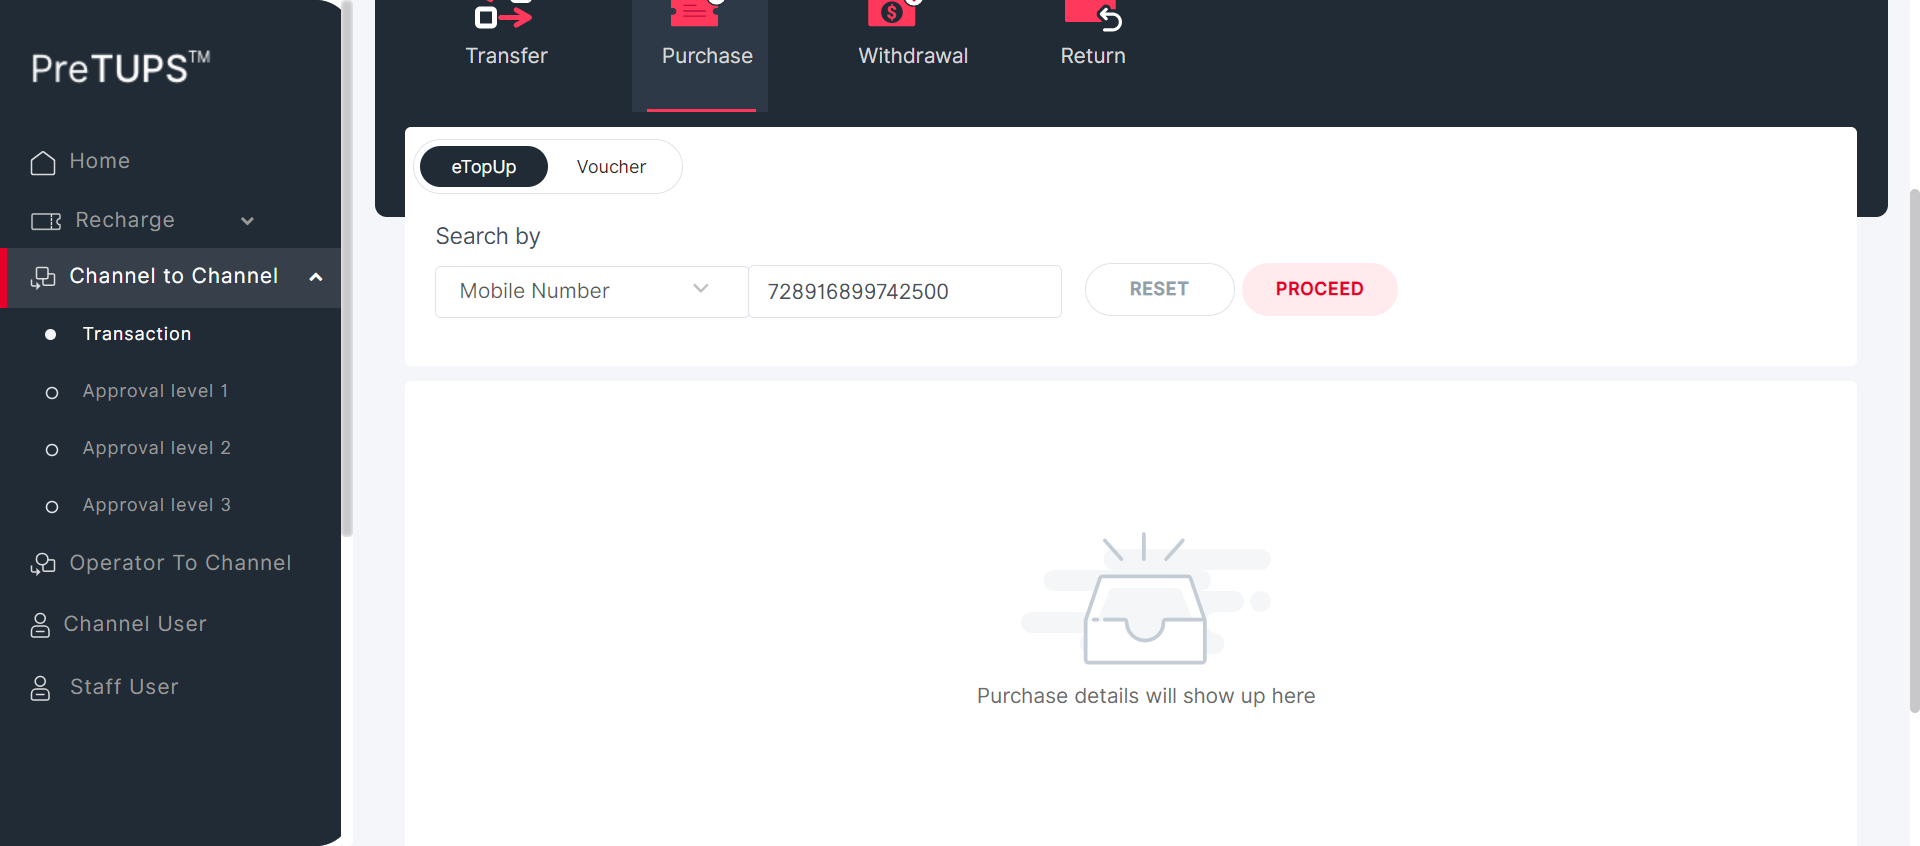 PreTUPS™
Home
Recharge
Channel to Channel
Transaction
Approval level 1
Approval level 2
Approval level 3
Operator To Channel
Channel User
Staff User
Transfer
Purchase
Withdrawal
Return
eTopUp
Voucher
Search by
Mobile Number
728916899742500
RESET
PROCEED
Purchase details will show up here